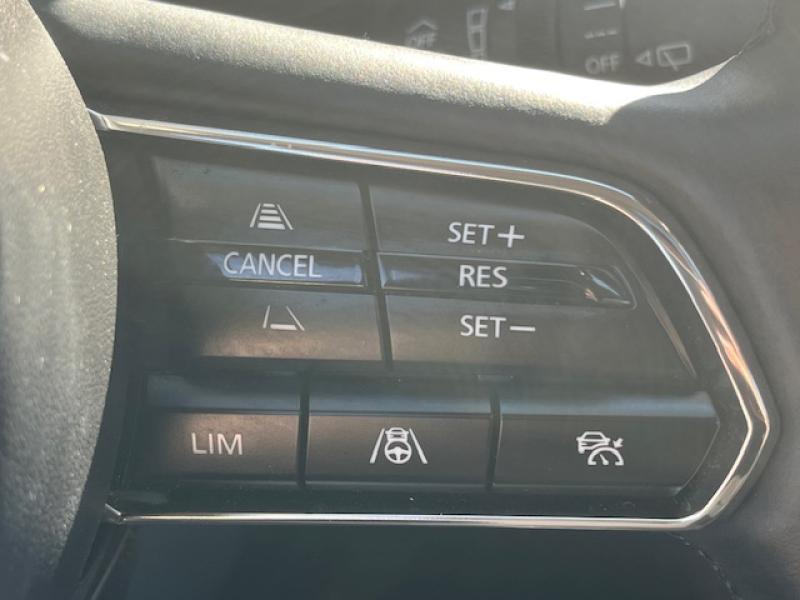 OFF
OFF
SET+
CANCEL
RES
SET-
LIM